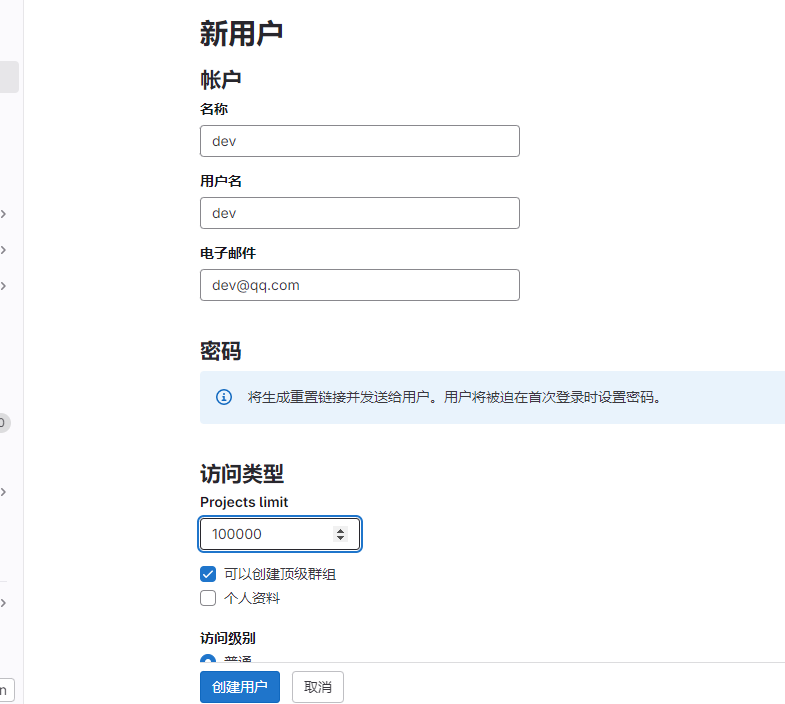 新用户
帐户
名称
dev
用户名
dev
电子邮件
dev@qq.com
密码
将生成重置链接并发送给用户。用户将被迫在首次登录时设置密码。
访问类型
Projects limit
100000
可以创建顶级群组
个人资料
访问级别
普通
创建用户
取消